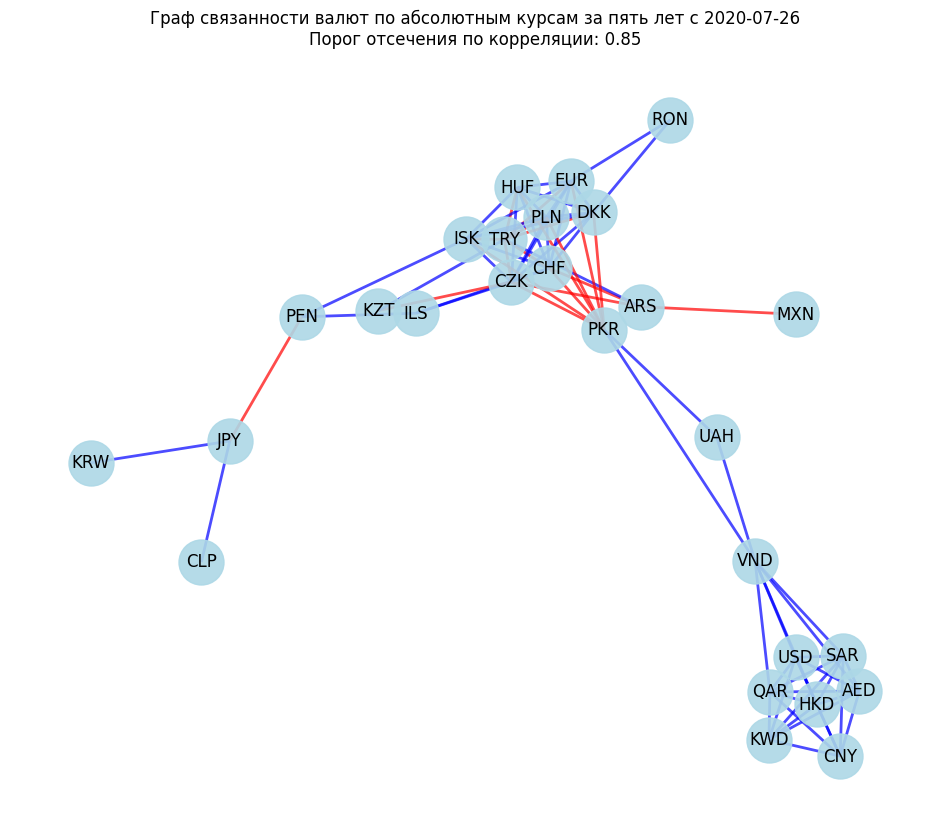 Граф связанности валют по абсолютным курсам за пять лет с 2020-07-26
Порог отсечения по корреляции: 0.85
RON
EUR
HUF
DKK
PLN
ISK
TRY
CHF
CZK
ARS
KZT
ILS
MXN
PEN
PKR
UAH
JPY
KRW
VND
CLP
SAR
USD
AED
QAR
HKD
KWD
CNY